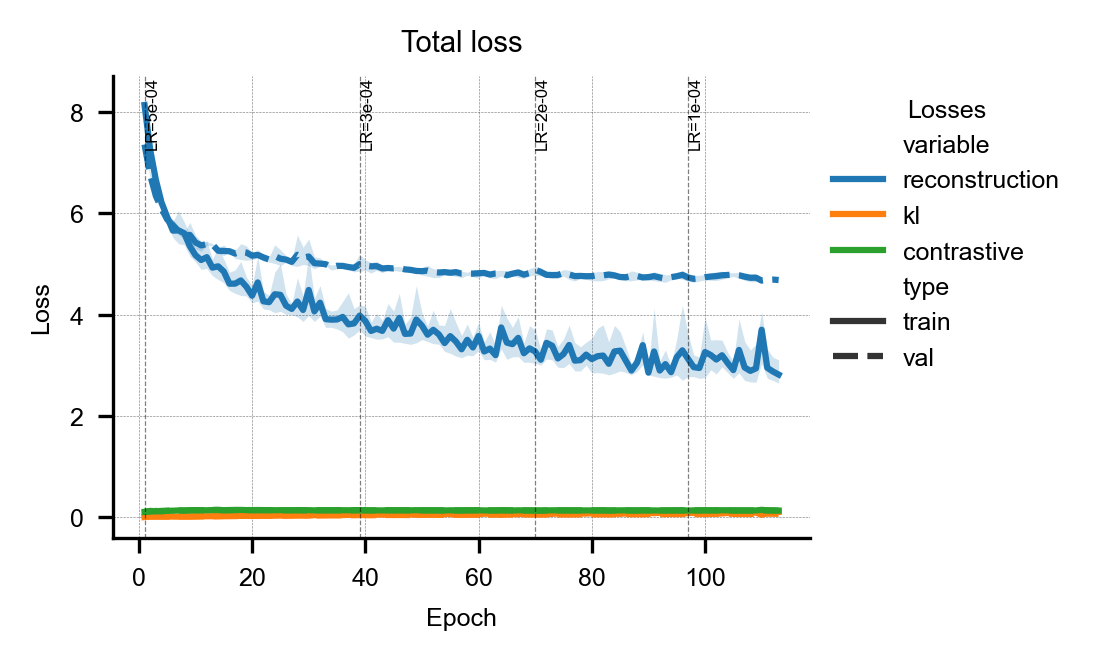 Total loss
LR=5e-04
LR=3e-04
LR=2e-04
LR=1e-04
8
6
4
2
0
Loss
0 20 40 60 80 100
Epoch
Losses
variable
reconstruction
kl
contrastive
type
train
val